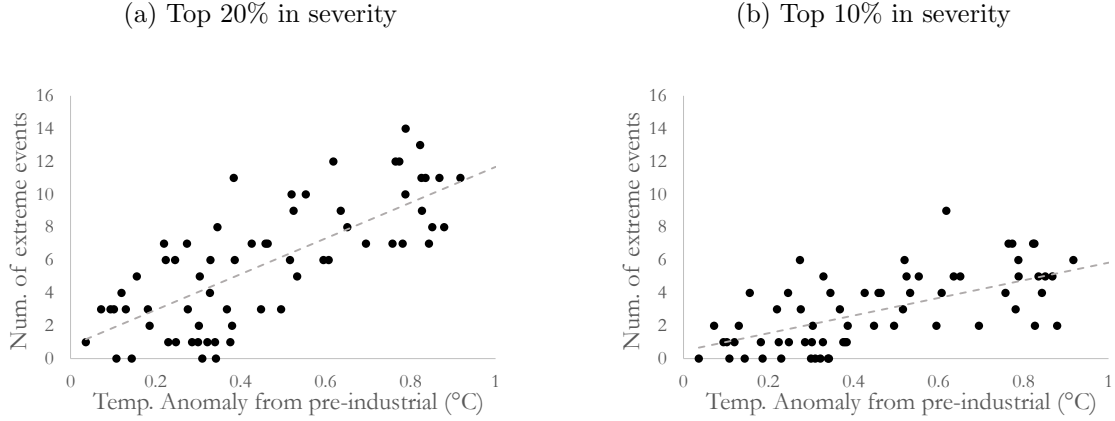 (a) Top 20% in severity
Num. of extreme events
16
14
12
10
8
6
4
2
0
0 0.2 0.4 0.6 0.8 1
Temp. Anomaly from pre-industrial (°C)
(b) Top 10% in severity
Num. of extreme events
16
14
12
10
8
6
4
2
0
0 0.2 0.4 0.6 0.8 1
Temp. Anomaly from pre-industrial (°C)